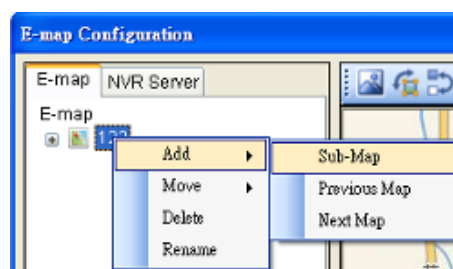 E-map Configuration
E-map NVR Server
E-map
123
Add Sub-Map
Move Previous Map
Delete Next Map
Rename